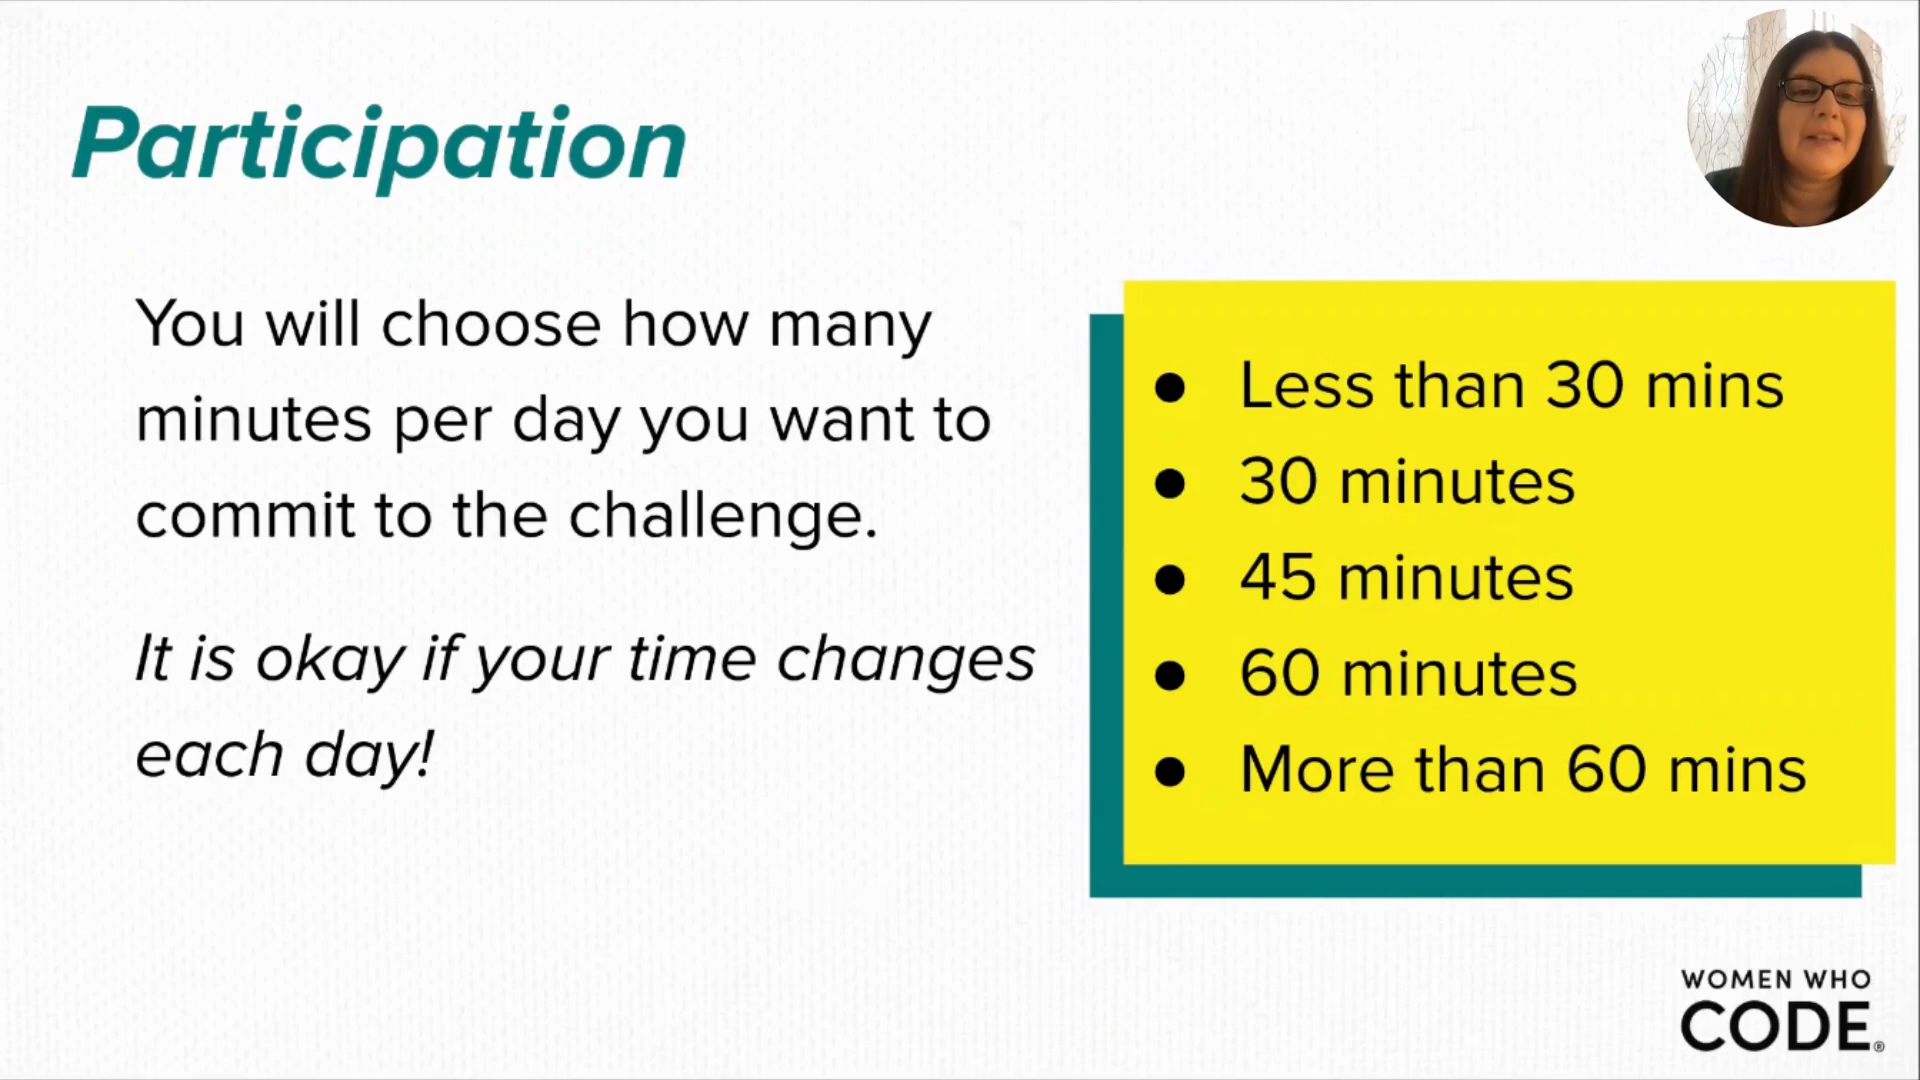 Participation
You will choose how many
minutes per day you want to
commit to the challenge.
It is okay if your time changes
each day!
● Less than 30 mins
● 30 minutes
● 45 minutes
● 60 minutes
● More than 60 mins
WOMEN WHO
CODE®